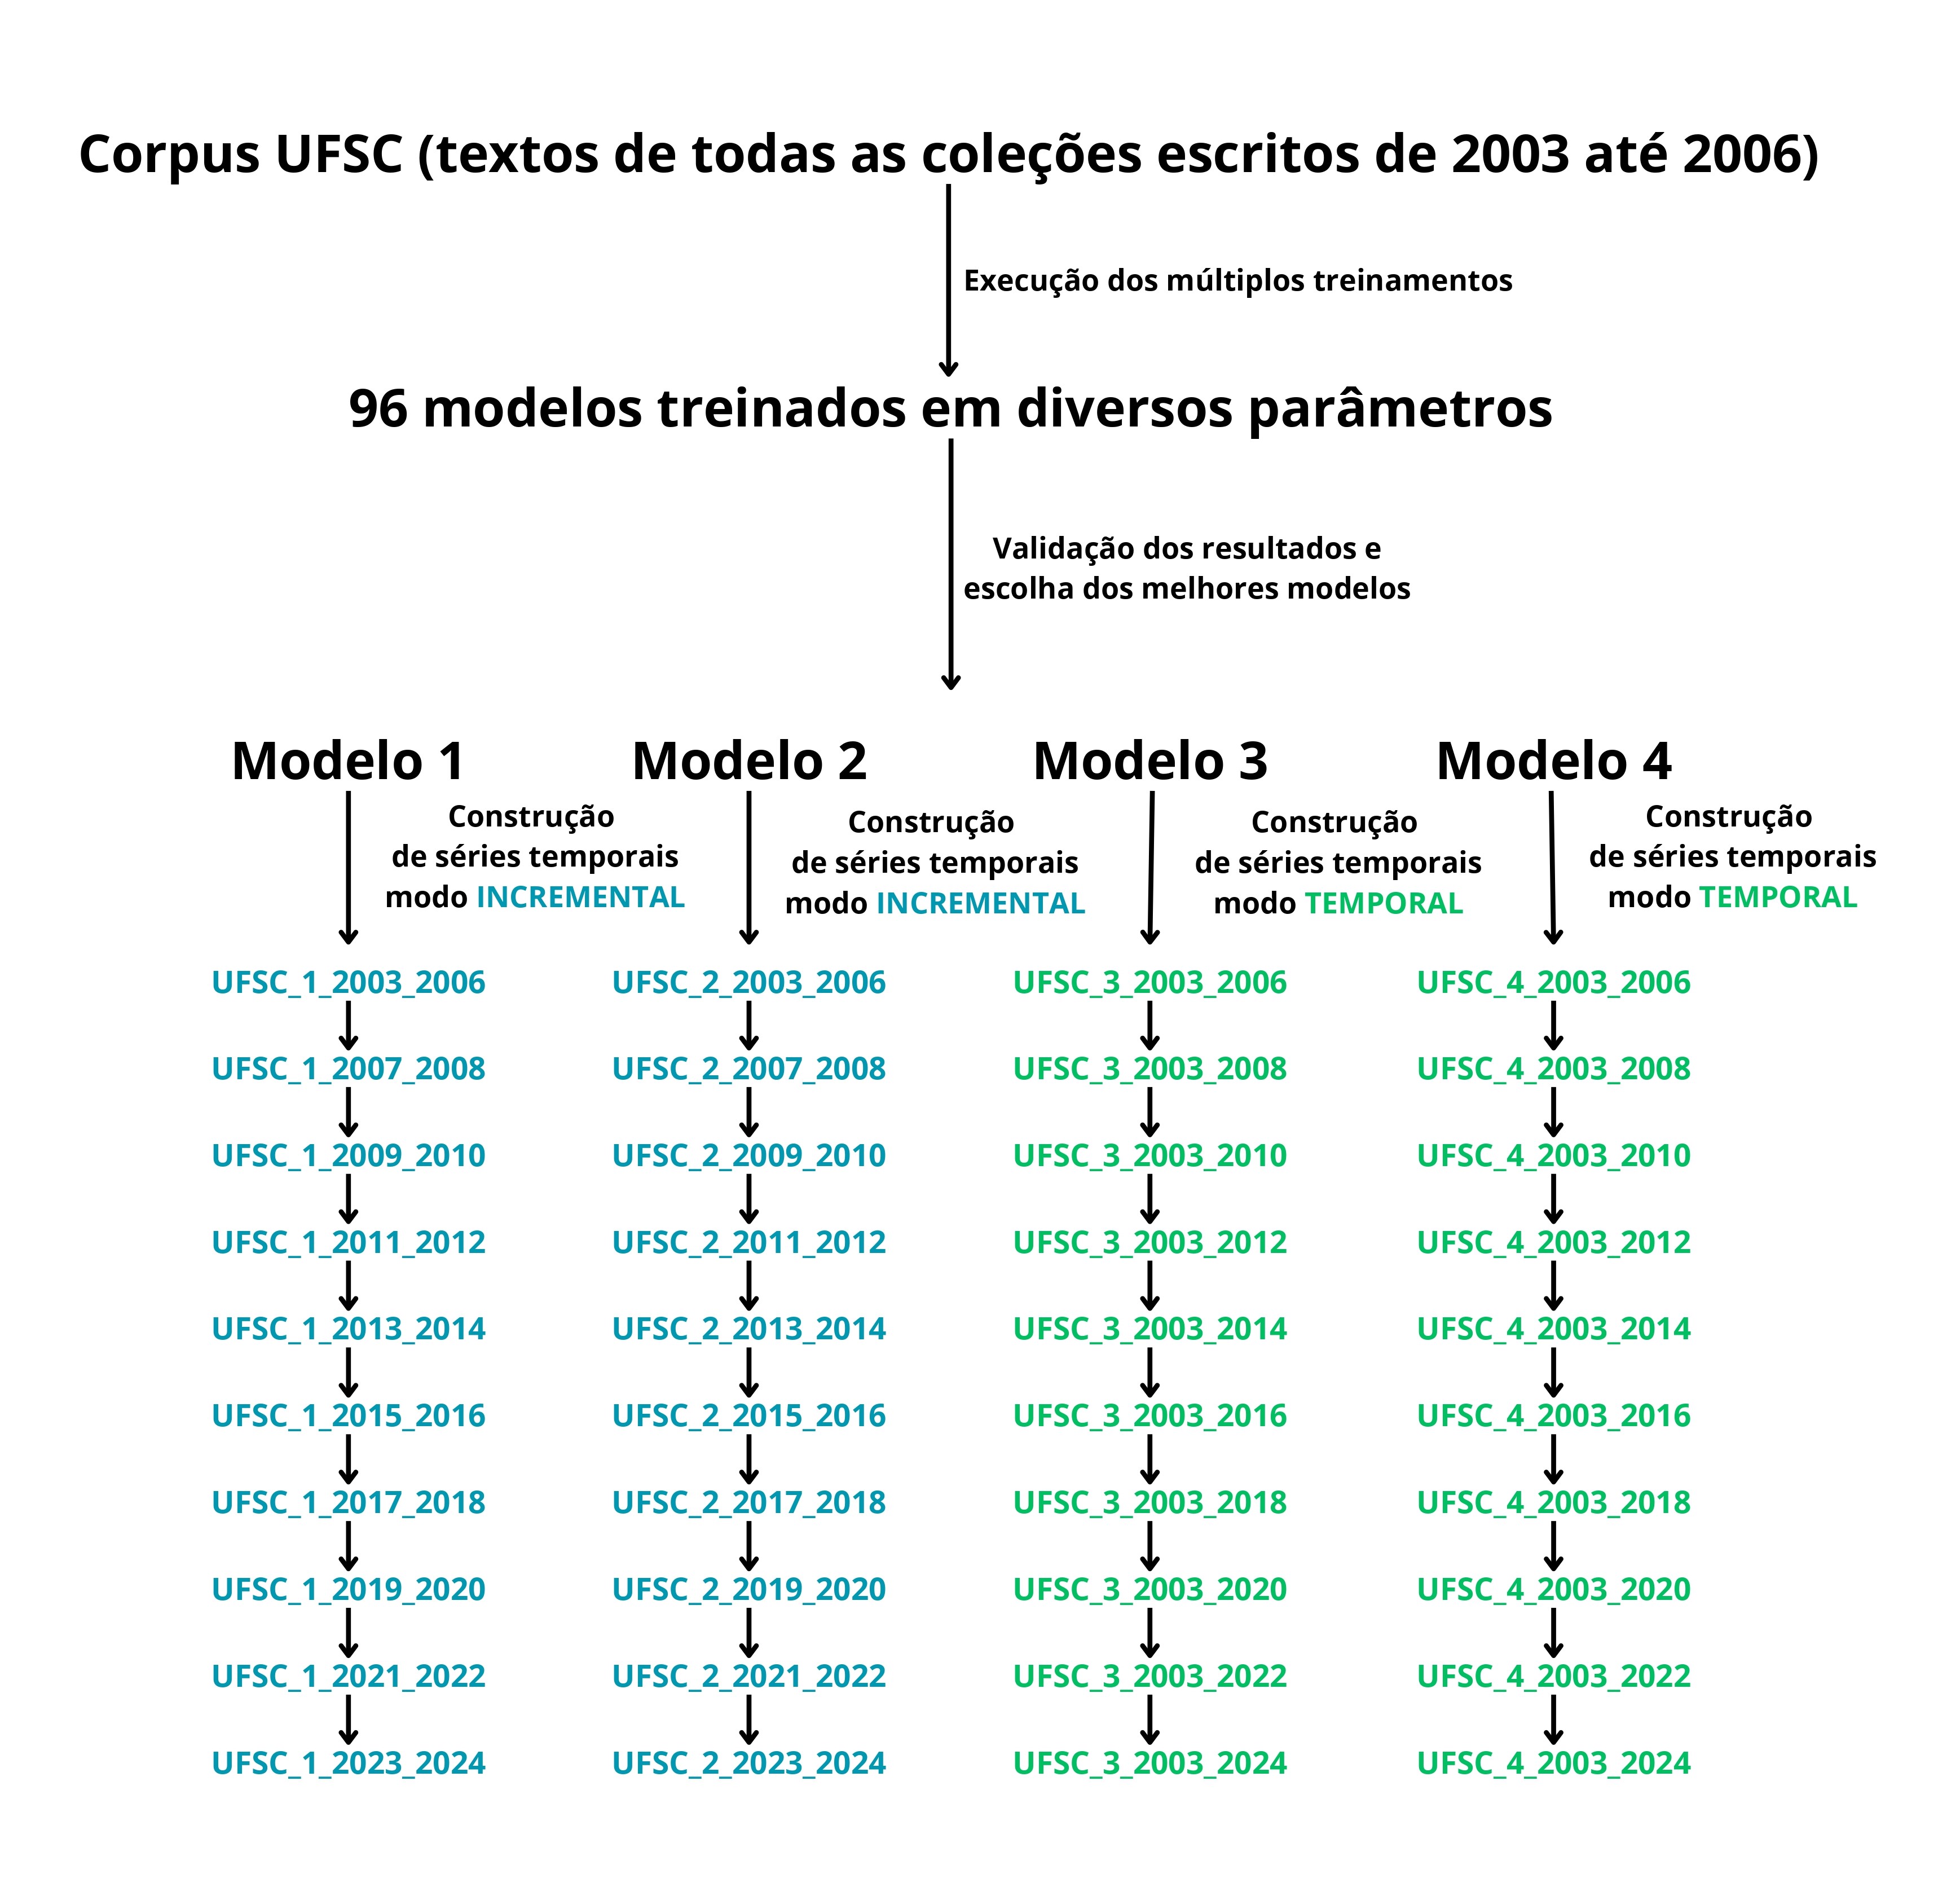 Corpus UFSC (textos de todas as coleções escritos de 2003 até 2006)
Execução dos múltiplos treinamentos
96 modelos treinados em diversos parâmetros
Validação dos resultados e
escolha dos melhores modelos
Modelo 1
Construção
de séries temporais
modo INCREMENTAL
UFSC_1_2003_2006
UFSC_1_2007_2008
UFSC_1_2009_2010
UFSC_1_2011_2012
UFSC_1_2013_2014
UFSC_1_2015_2016
UFSC_1_2017_2018
UFSC_1_2019_2020
UFSC_1_2021_2022
UFSC_1_2023_2024
Modelo 2
Construção
de séries temporais
modo INCREMENTAL
UFSC_2_2003_2006
UFSC_2_2007_2008
UFSC_2_2009_2010
UFSC_2_2011_2012
UFSC_2_2013_2014
UFSC_2_2015_2016
UFSC_2_2017_2018
UFSC_2_2019_2020
UFSC_2_2021_2022
UFSC_2_2023_2024
Modelo 3
Construção
de séries temporais
modo TEMPORAL
UFSC_3_2003_2006
UFSC_3_2003_2008
UFSC_3_2003_2010
UFSC_3_2003_2012
UFSC_3_2003_2014
UFSC_3_2003_2016
UFSC_3_2003_2018
UFSC_3_2003_2020
UFSC_3_2003_2022
UFSC_3_2003_2024
Modelo 4
Construção
de séries temporais
modo TEMPORAL
UFSC_4_2003_2006
UFSC_4_2003_2008
UFSC_4_2003_2010
UFSC_4_2003_2012
UFSC_4_2003_2014
UFSC_4_2003_2016
UFSC_4_2003_2018
UFSC_4_2003_2020
UFSC_4_2003_2022
UFSC_4_2003_2024